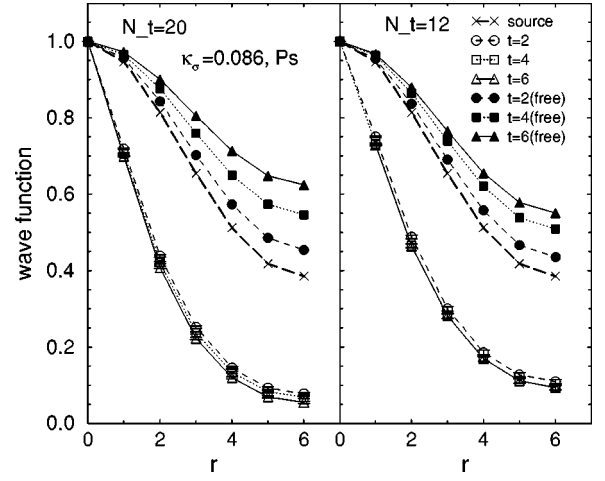 N_t=20
κσ=0.086, Ps
N_t=12
source
t=2
t=4
t=6
t=2(free)
t=4(free)
t=6(free)
wave function
1.0
0.8
0.6
0.4
0.2
0.0
0 2 4 6 0 2 4 6
r r